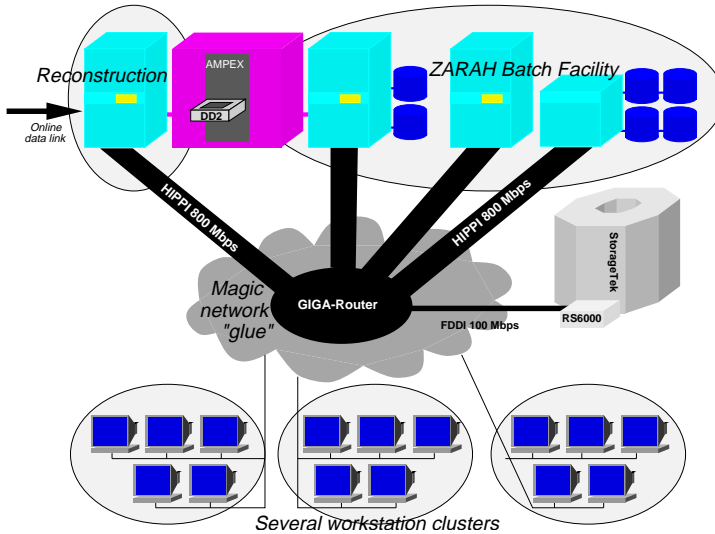 Reconstruction
AMPEX
ZARAH Batch Facility
DD2
Online
data link
HIPPI 800 Mbps
HIPPI 800 Mbps
StorageTek
Magic
network
"glue"
GIGA-Router
FDDI 100 Mbps
RS6000
Several workstation clusters